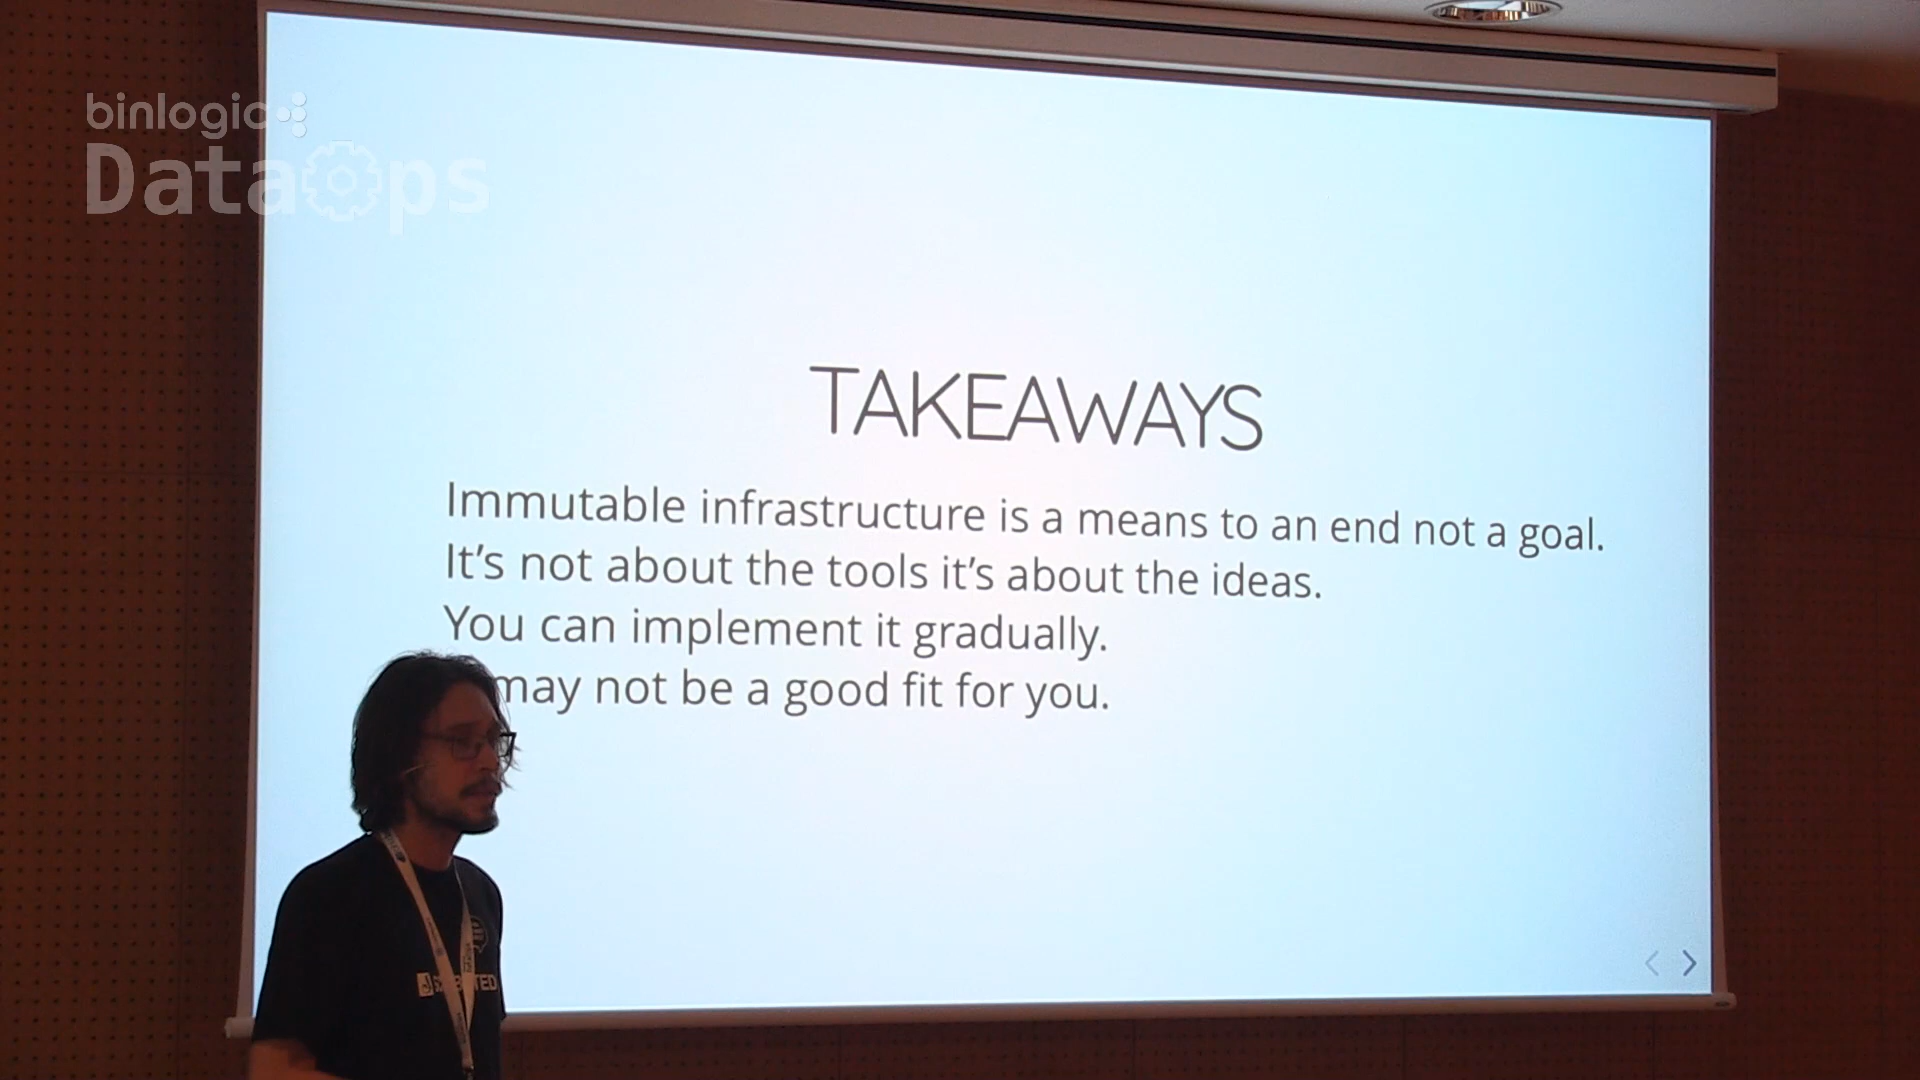 binlogic
DataOps
TAKEAWAYS
Immutable infrastructure is a means to an end not a goal.
It's not about the tools it's about the ideas.
You can implement it gradually.
may not be a good fit for you.